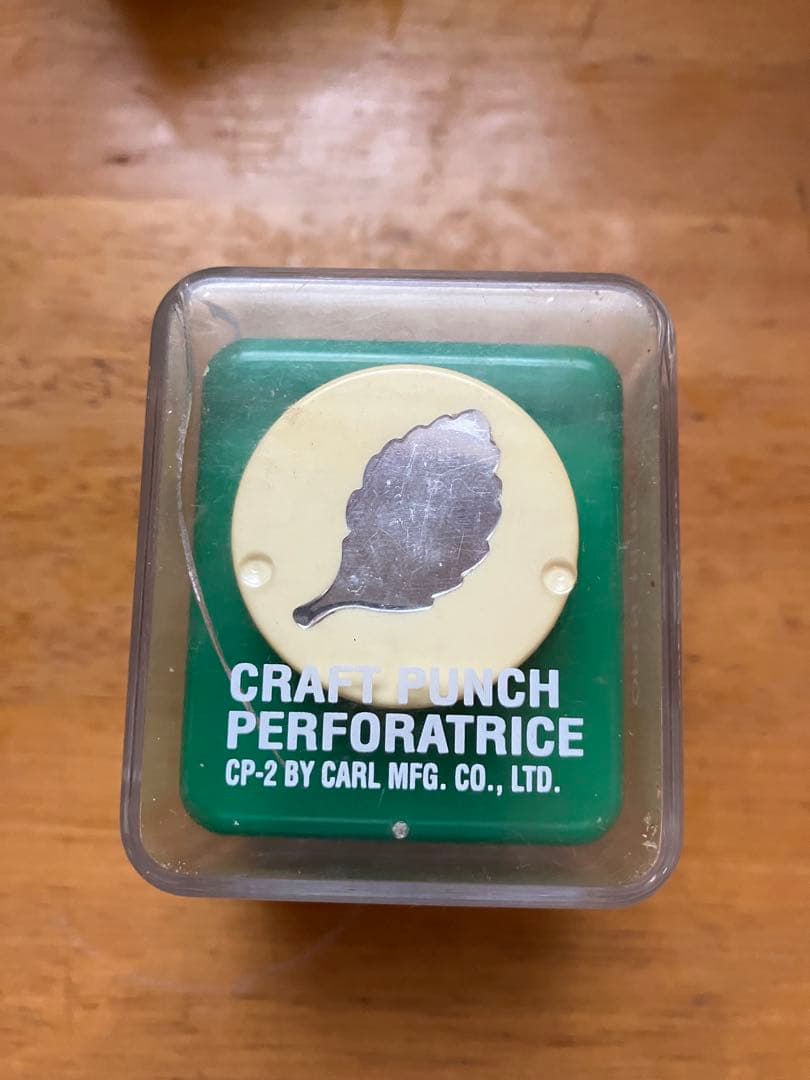 CRAFT PUNCH
PERFORATRICE
CP-2 BY CARL MFG. CO., LTD.